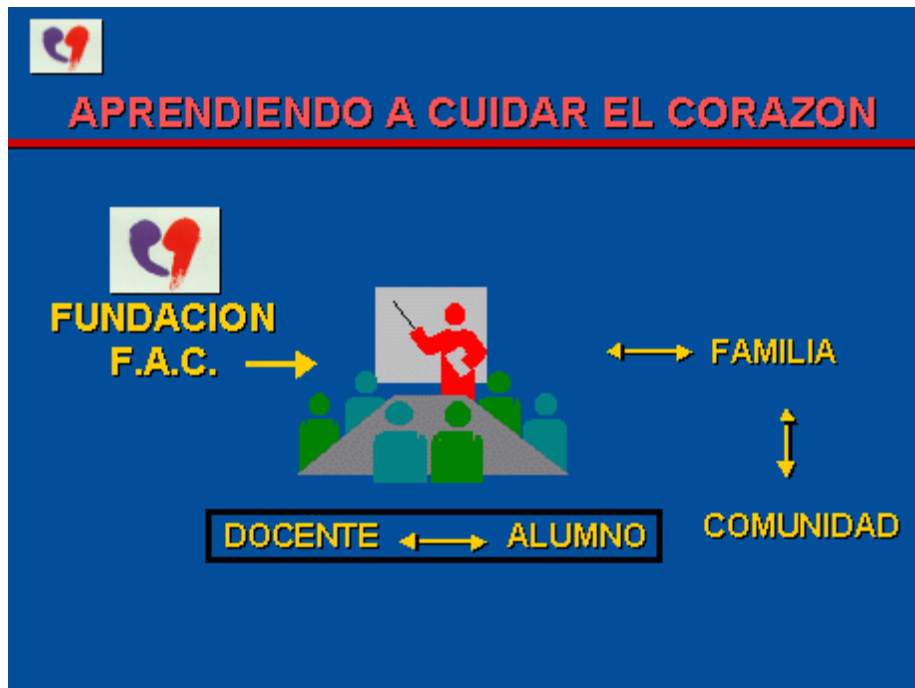 APRENDIENDO A CUIDAR EL CORAZON
FUNDACION
F.A.C.
FAMILIA
COMUNIDAD
DOCENTE ALUMNO